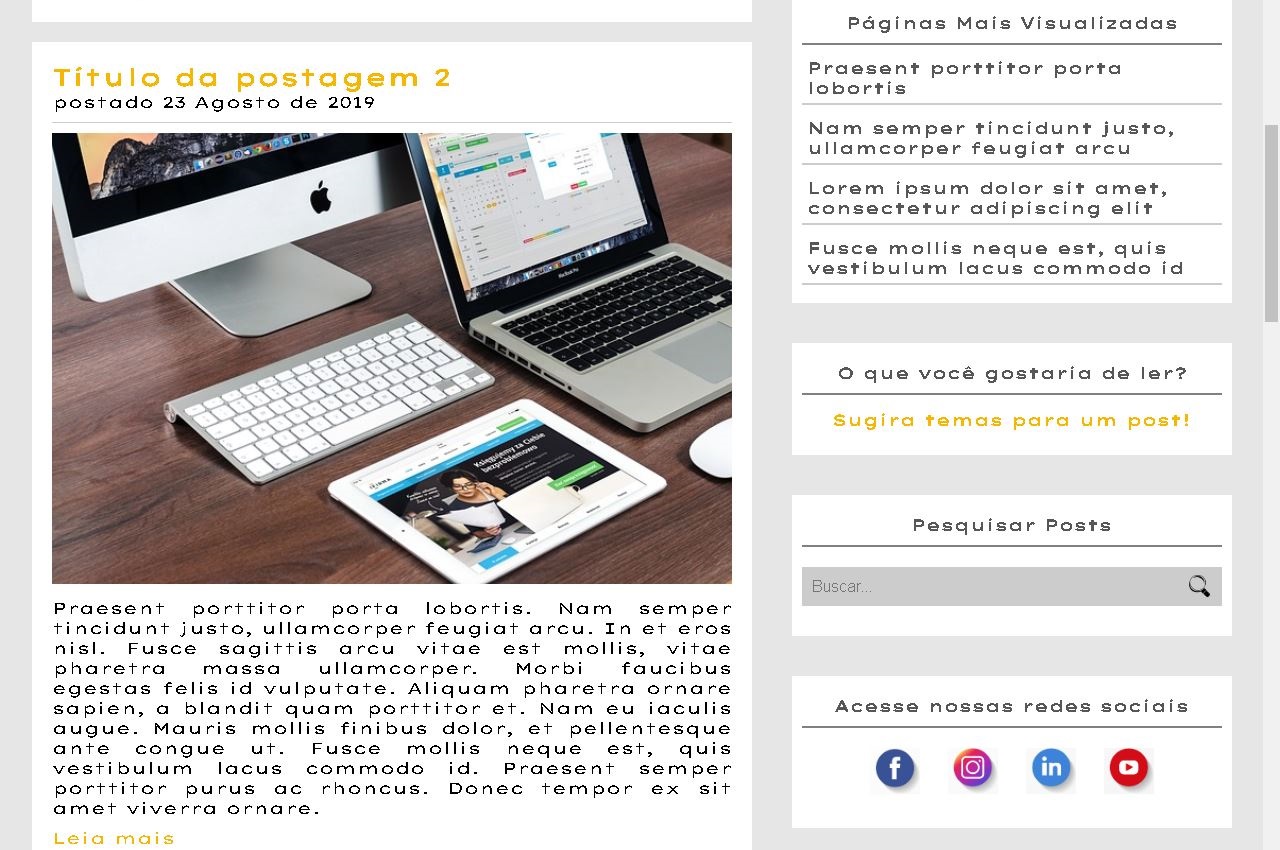 Título da postagem 2
postado 23 Agosto de 2019
MacBook Pro
Księgujemy za Ciebie
bezproblemowo
Praesent porttitor porta lobortis. Nam semper
tincidunt justo, ullamcorper feugiat arcu. In et eros
nisl. Fusce sagittis arcu vitae est mollis, vitae
pharetra massa ullamcorper. Morbi faucibus
egestas felis id vulputate. Aliquam pharetra ornare
sapien, a blandit quam porttitor et. Nam eu iaculis
augue. Mauris mollis finibus dolor, et pellentesque
ante congue ut. Fusce mollis neque est, quis
vestibulum lacus commodo id. Praesent semper
porttitor purus ac rhoncus. Donec tempor ex sit
amet viverra ornare.
Leia mais
Páginas Mais Visualizadas
Praesent porttitor porta
lobortis
Nam semper tincidunt justo,
ullamcorper feugiat arcu
Lorem ipsum dolor sit amet,
consectetur adipiscing elit
Fusce mollis neque est, quis
vestibulum lacus commodo id
O que você gostaria de ler?
Sugira temas para um post!
Pesquisar Posts
Buscar...
Acesse nossas redes sociais
f
in